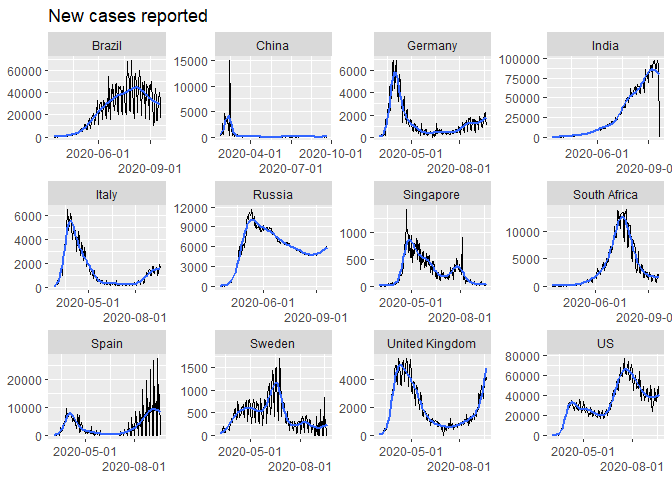 New cases reported
Brazil China Germany India
60000 15000 6000 100000
40000 10000 4000 75000
20000 5000 2000 50000
0 0 0 25000
0
2020-06-01 2020-04-01 2020-10-01 2020-05-01 2020-06-01
2020-09-01 2020-07-01 2020-08-01 2020-09-0
Italy Russia Singapore South Africa
6000 12000 1000 10000
4000 9000 500 5000
2000 6000 0 0
0 3000
0
2020-05-01 2020-06-01 2020-05-01 2020-06-01
2020-08-01 2020-09-01 2020-08-01 2020-09-0
Spain Sweden United Kingdom US
20000 1500 4000 80000
10000 1000 2000 60000
0 500 0 40000
0 20000
0
2020-05-01 2020-05-01 2020-05-01 2020-05-01
2020-08-01 2020-08-01 2020-08-01 2020-08-01